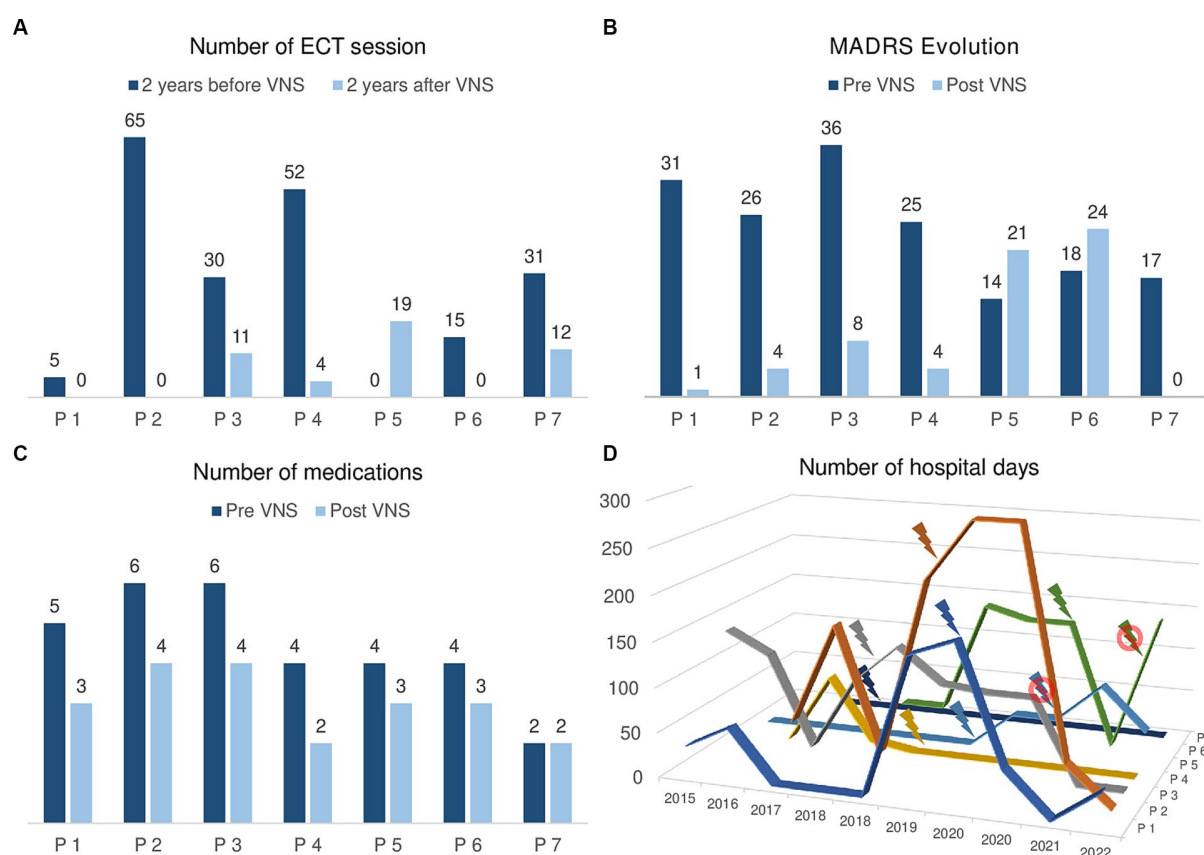 A
Number of ECT session
2 years before VNS 2 years after VNS
65
52
30
31
19
15
11
12
5
4
0
0
0
0
P 1 P 2 P 3 P 4 P 5 P 6 P 7
B
MADRS Evolution
Pre VNS Post VNS
36
31
26
25
24
21
18
17
14
8
4
4
1
0
P 1 P 2 P 3 P 4 P 5 P 6 P 7
C
Number of medications
Pre VNS Post VNS
6 6
5
4 4 4 4 4
3 3 3
2 2 2
P 1 P 2 P 3 P 4 P 5 P 6 P 7
D
Number of hospital days
300
250
200
150
100
50
0
2015 2016 2017 2018 2018 2019 2020 2020 2021 2022
P 1
P 2
P 3
P 4
P 5
P 6